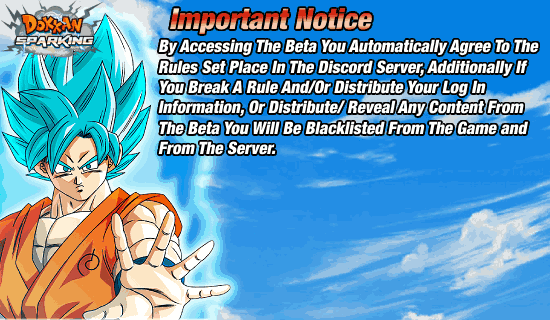 DOKKAN
SPARKING
Important Notice
By Accessing The Beta You Automatically Agree To The
Rules Set Place In The Discord Server, Additionally If
You Break A Rule And/Or Distribute Your Log In
Information, Or Distribute/ Reveal Any Content From
The Beta You Will Be Blacklisted From The Game and
From The Server.